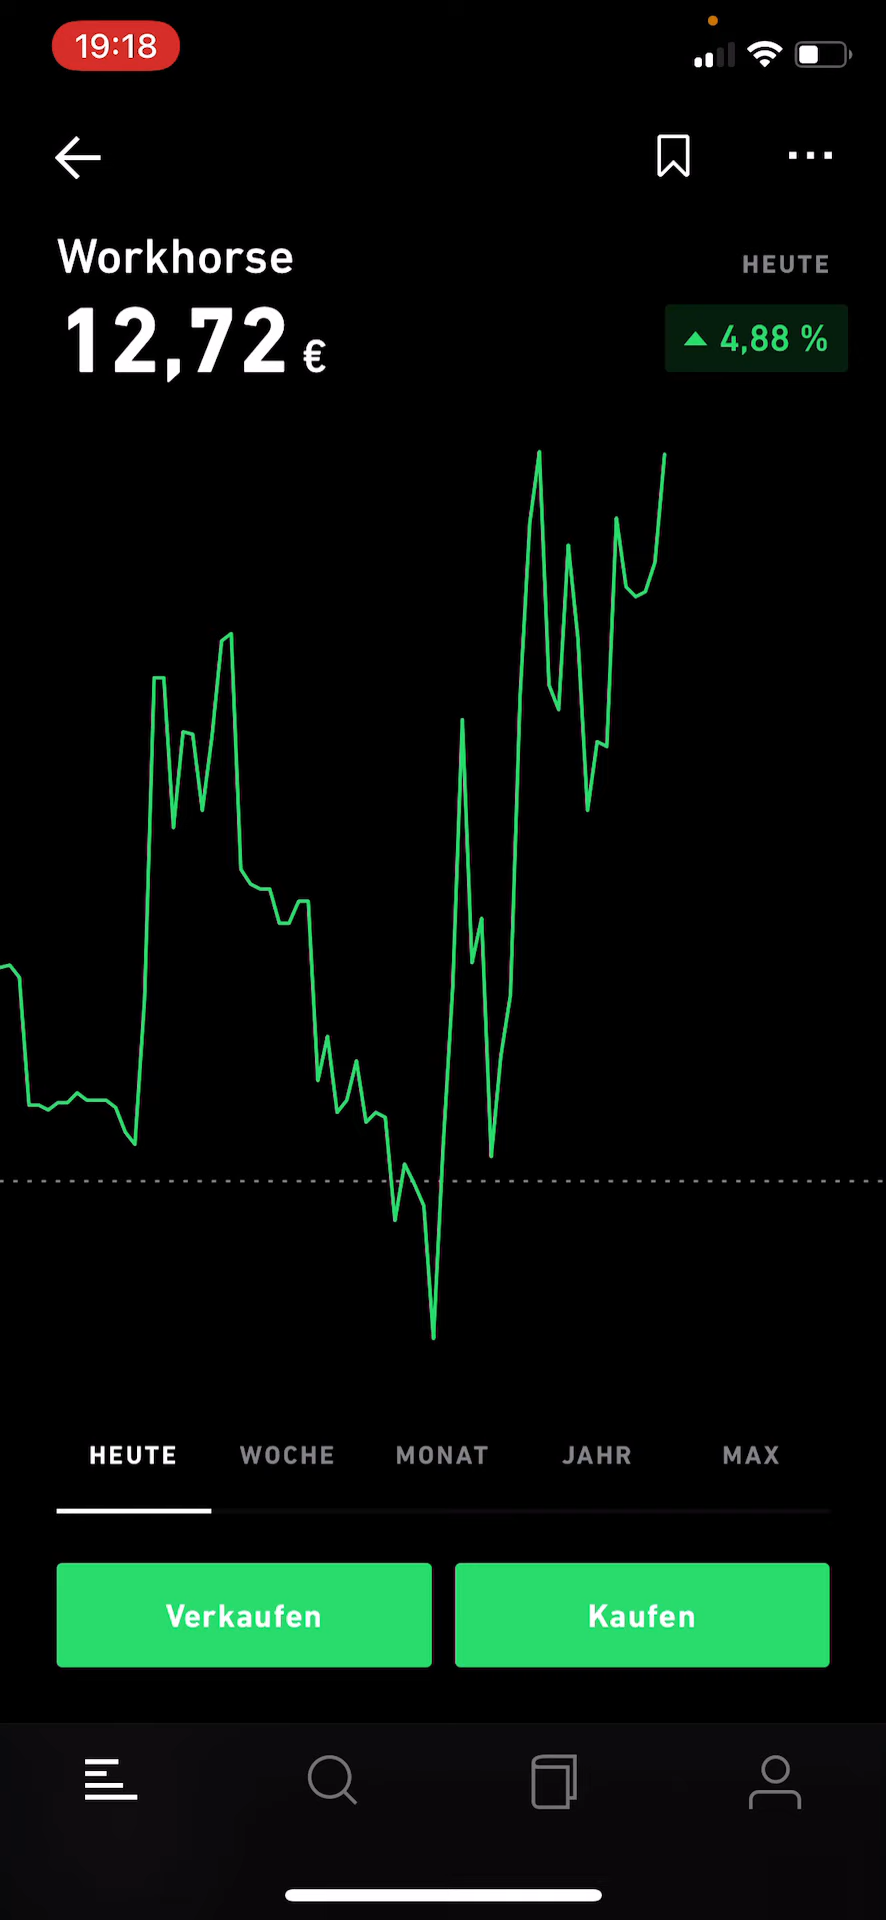 19:18
Workhorse
HEUTE
12,72 €
4,88 %
HEUTE WOCHE MONAT JAHR MAX
Verkaufen Kaufen